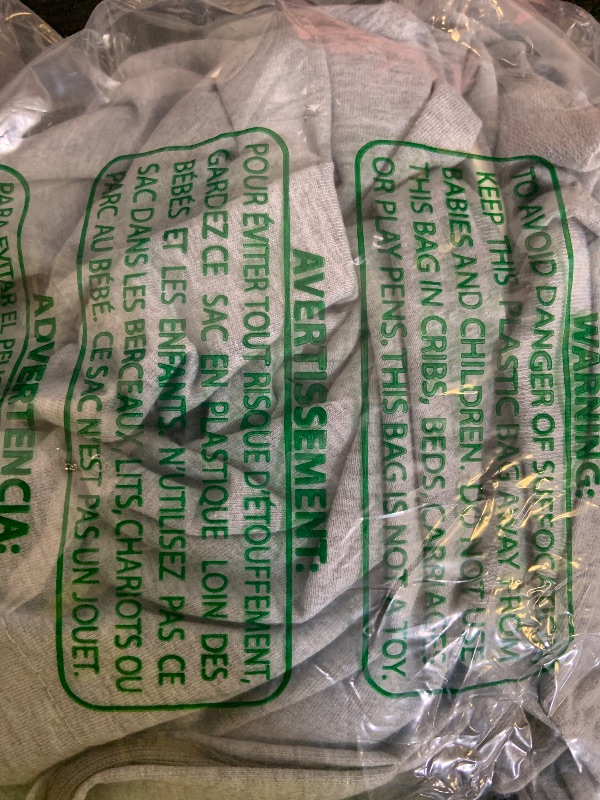 WARNING:
TO AVOID DANGER OF SUFFOCATION
KEEP THIS PLASTIC BAG AWAY FROM
BABIES AND CHILDREN. DO NOT USE
THIS BAG IN CRIBS, BEDS, CARRIAGES
OR PLAY PENS. THIS BAG IS NOT A TOY.
AVERTISSEMENT:
POUR ÉVITER TOUT RISQUE D'ÉTOUFFEMENT,
GARDEZ CE SAC EN PLASTIQUE LOIN DES
BÉBÉS ET LES ENFANTS. N'UTILISEZ PAS CE
SAC DANS LES BERCEAUX, LITS, CHARIOTS OU
PARC AU BÉBÉ. CE SAC N'EST PAS UN JOUET.
ADVERTENCIA:
PARA EVITAR EL